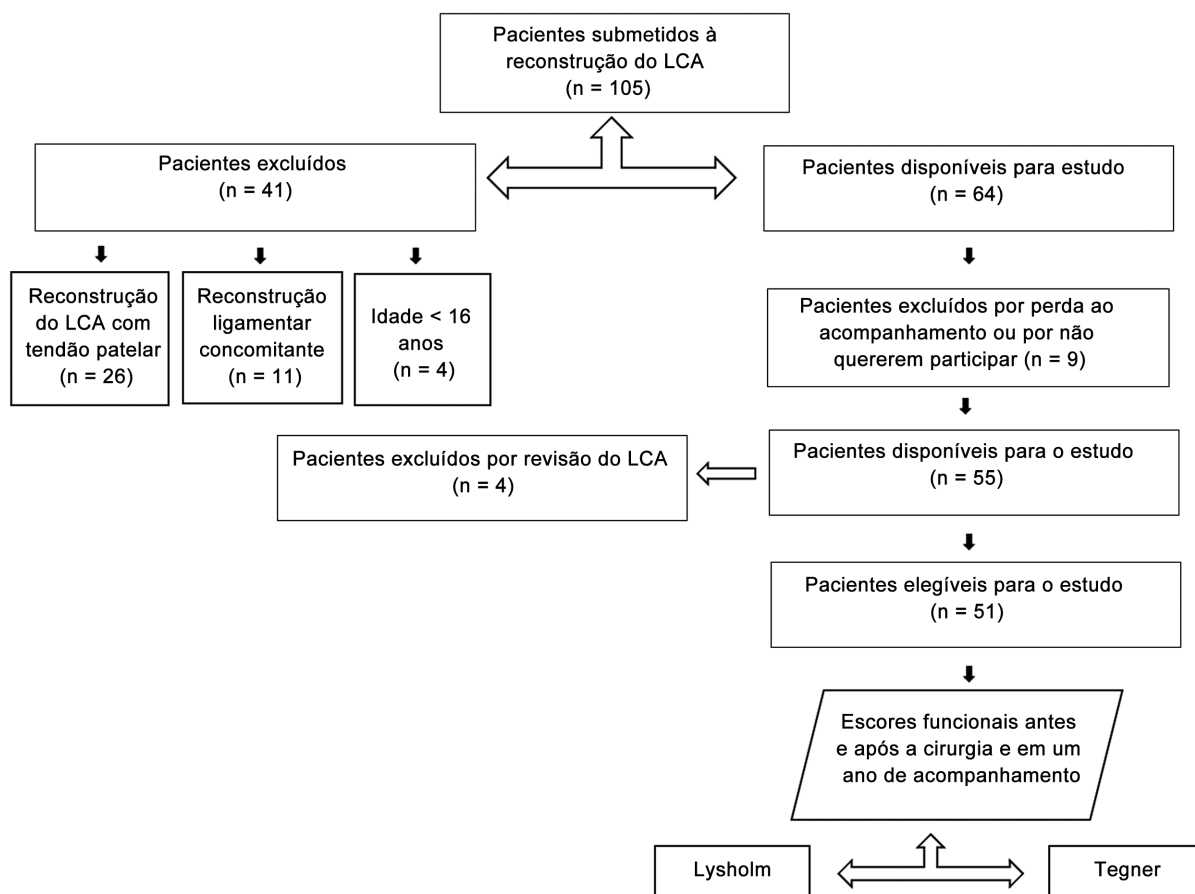 Pacientes submetidos à
reconstrução do LCA
(n = 105)
Pacientes excluídos
(n = 41)
Pacientes disponíveis para estudo
(n = 64)
Reconstrução
do LCA com
tendão patelar
(n = 26)
Reconstrução
ligamentar
concomitante
(n = 11)
Idade < 16
anos
(n = 4)
Pacientes excluídos por perda ao
acompanhamento ou por não
quererem participar (n = 9)
Pacientes excluídos por revisão do LCA
(n = 4)
Pacientes disponíveis para o estudo
(n = 55)
Pacientes elegíveis para o estudo
(n = 51)
Escores funcionais antes
e após a cirurgia e em um
ano de acompanhamento
Lysholm
Tegner